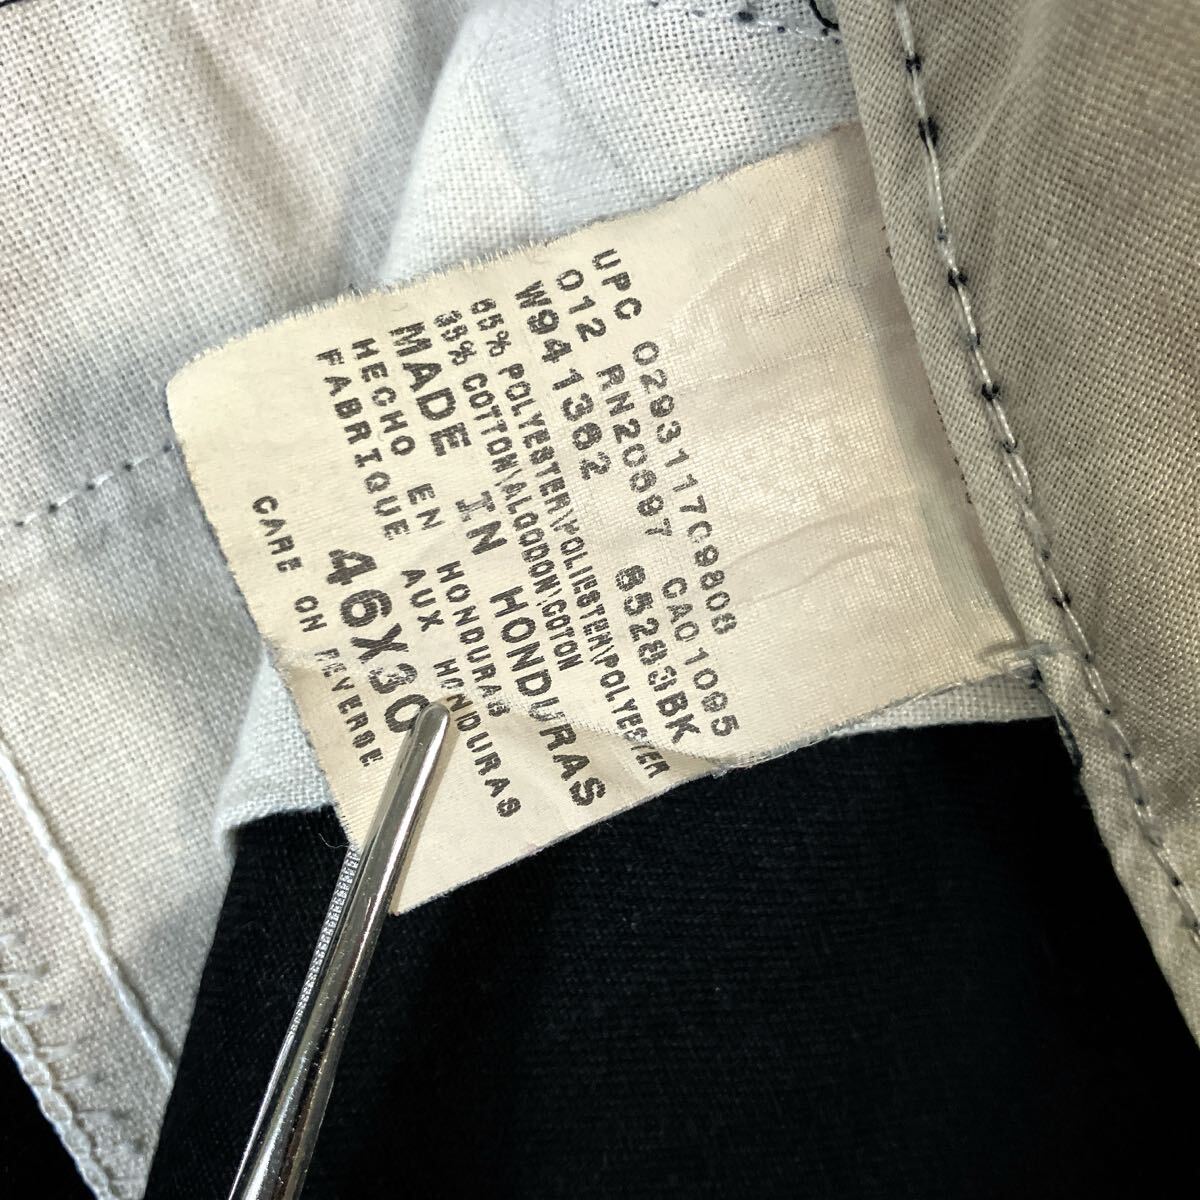 UPC 029311709808
012 RN20697 CA01095
W941362 85283BK
65% POLYESTER\POLIESTER\POLYESTER
35% COTTON\ALGODON\COTON
MADE IN HONDURAS
HECHO EN HONDURAS
FABRIQUE AUX HONDURAS
46X30
CARE ON REVERSE